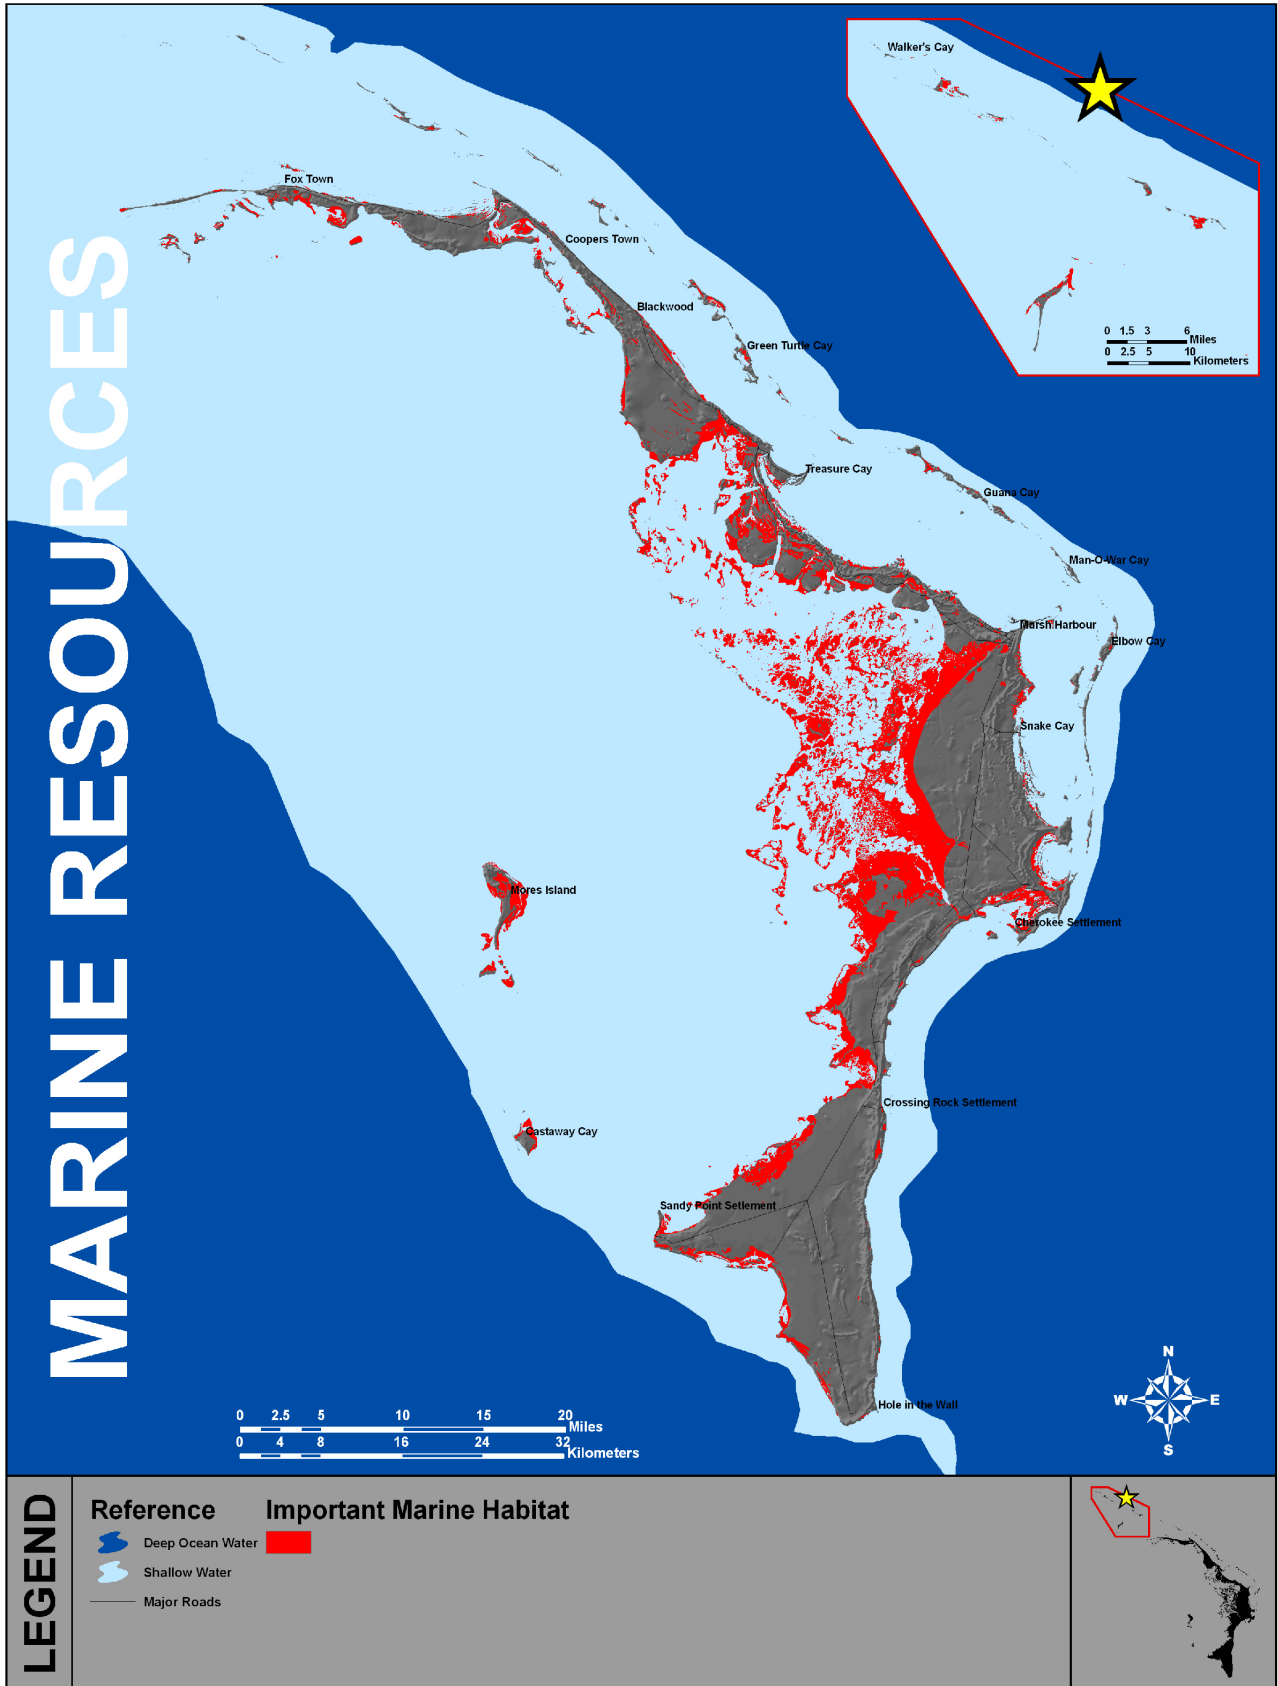 MARINE RESOURCES
Walker's Cay
0 1.5 3 6
Miles
0 2.5 5 10
Kilometers
Fox Town
Coopers Town
Blackwood
Green Turtle Cay
Treasure Cay
Guana Cay
Man-O-War Cay
Marsh Harbour
Elbow Cay
Snake Cay
Mores Island
Cherokee Settlement
Crossing Rock Settlement
Castaway Cay
Sandy Point Setlement
Hole in the Wall
0 2.5 5 10 15 20
Miles
0 4 8 16 24 32
Kilometers
N
W E
S
LEGEND
Reference
Deep Ocean Water
Shallow Water
Major Roads
Important Marine Habitat